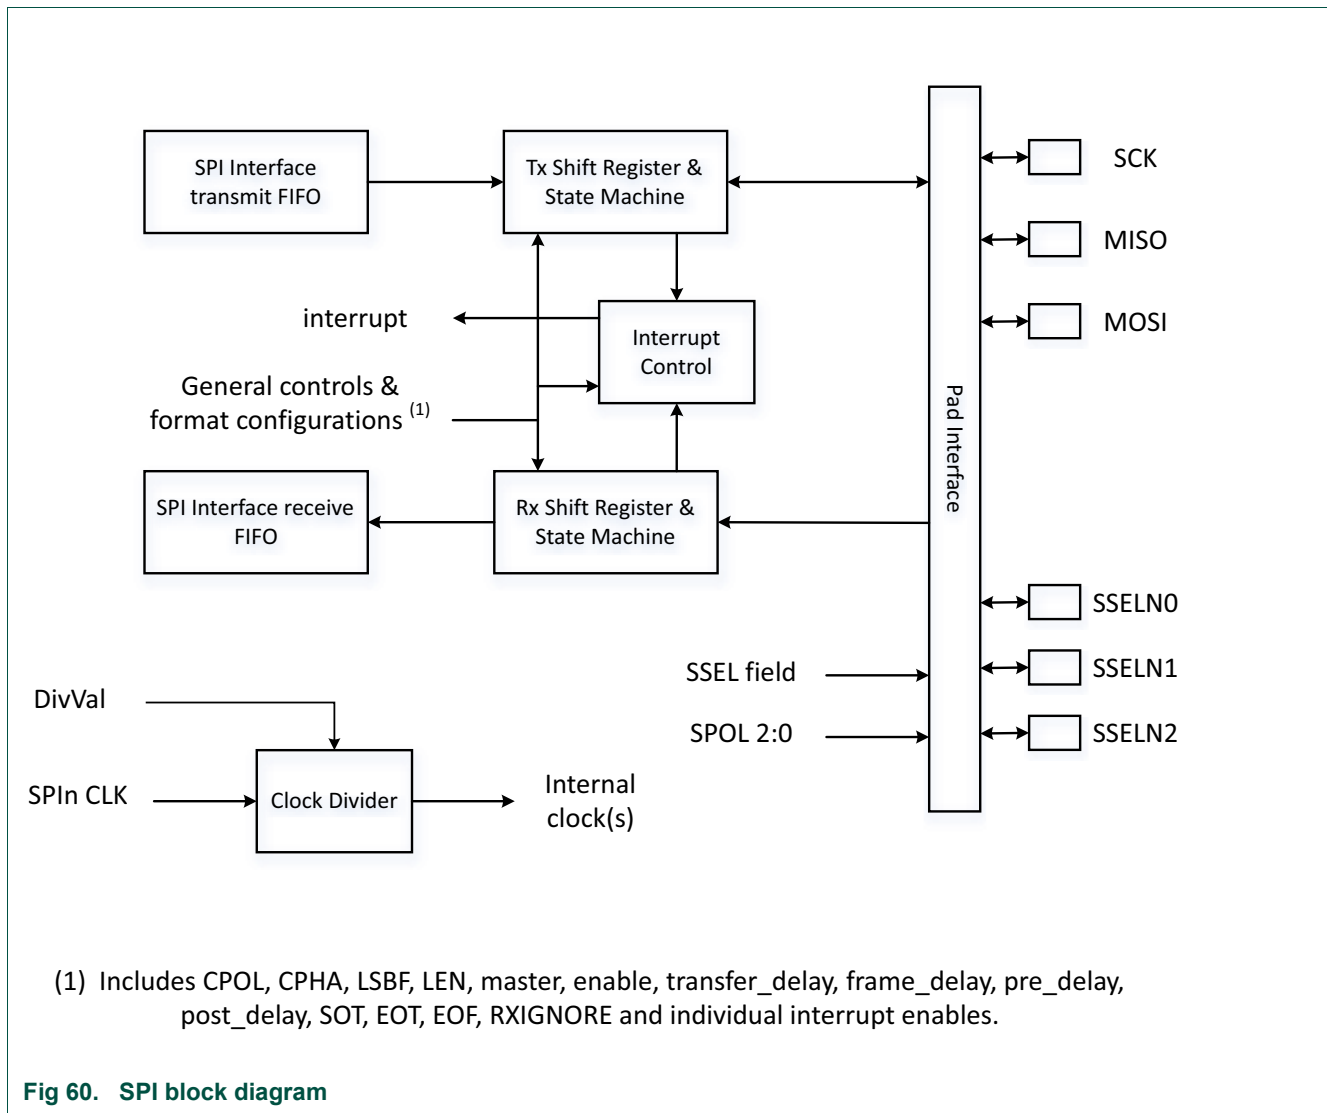 SPI Interface
transmit FIFO
Tx Shift Register &
State Machine
SCK
MISO
MOSI
interrupt
Interrupt
Control
General controls &
format configurations (1)
Pad Interface
SPI Interface receive
FIFO
Rx Shift Register &
State Machine
SSELN0
SSEL field
SSELN1
SPOL 2:0
SSELN2
DivVal
SPIn CLK
Clock Divider
Internal
clock(s)
(1) Includes CPOL, CPHA, LSBF, LEN, master, enable, transfer_delay, frame_delay, pre_delay,
post_delay, SOT, EOT, EOF, RXIGNORE and individual interrupt enables.
Fig 60. SPI block diagram